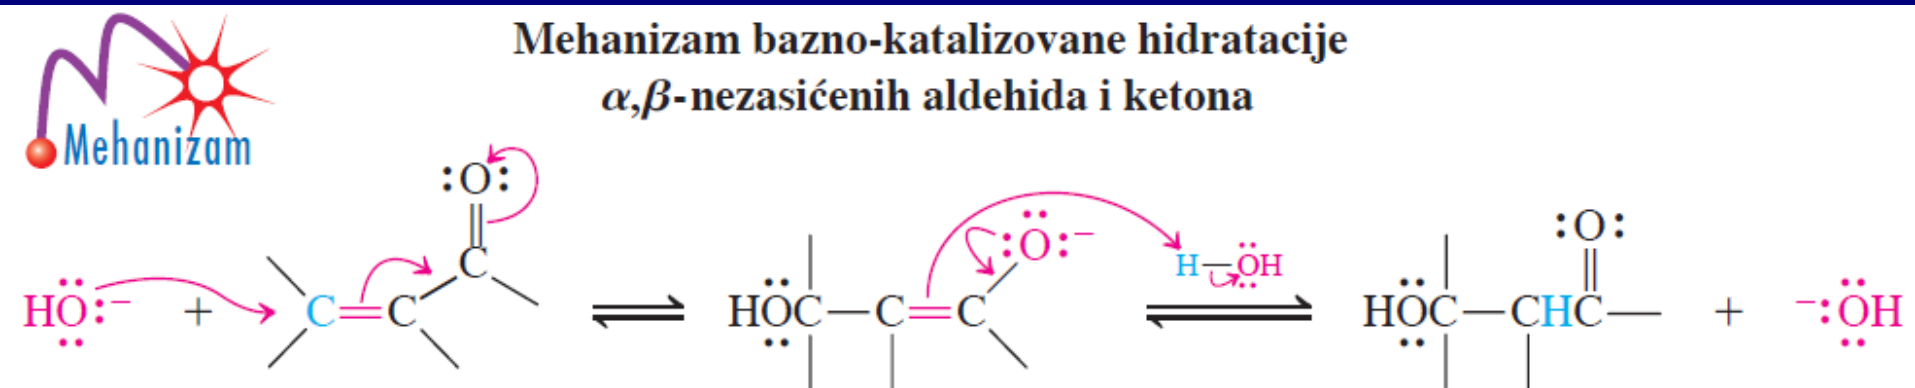 Mehanizam bazno-katalizovane hidratacije
α,β-nezasićenih aldehida i ketona
Mehanizam
:O: :O:
C :O:⁻ H—OH
HO:⁻ + C=C HOC—C=C HOC—CHC— + ⁻:OH